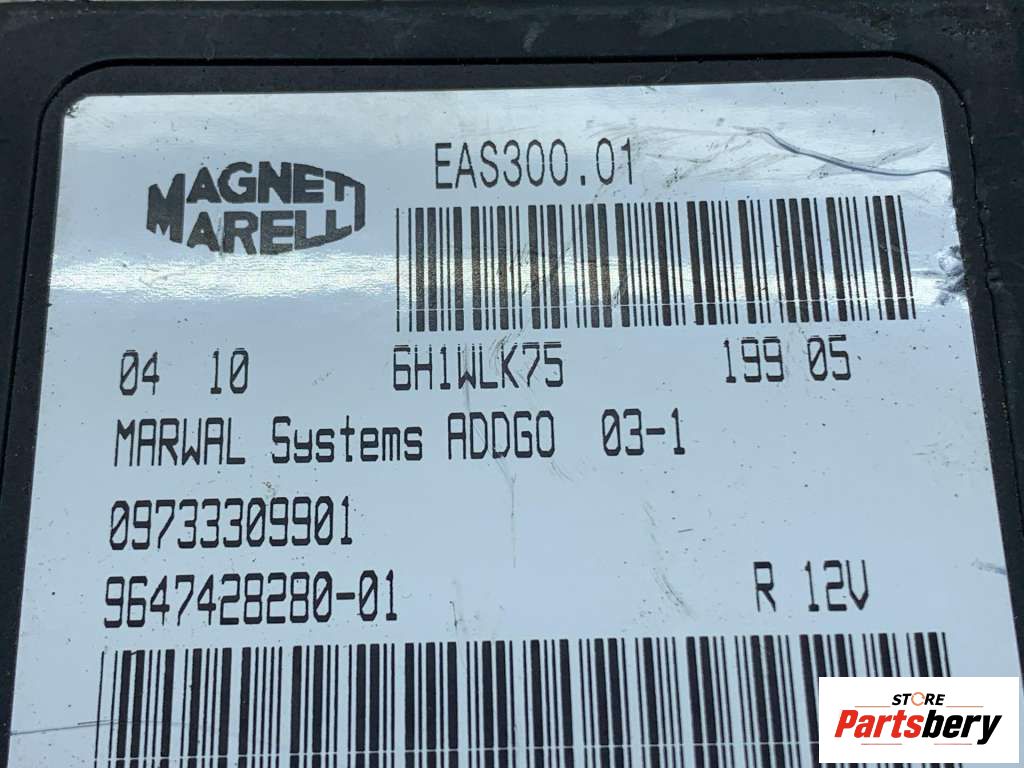 MAGNETI
MARELLI
EAS300.01
04 10 6H1WLK75 199 05
MARWAL Systems ADDGO 03-1
09733309901
9647428280-01 R 12V
STORE
Partsbery